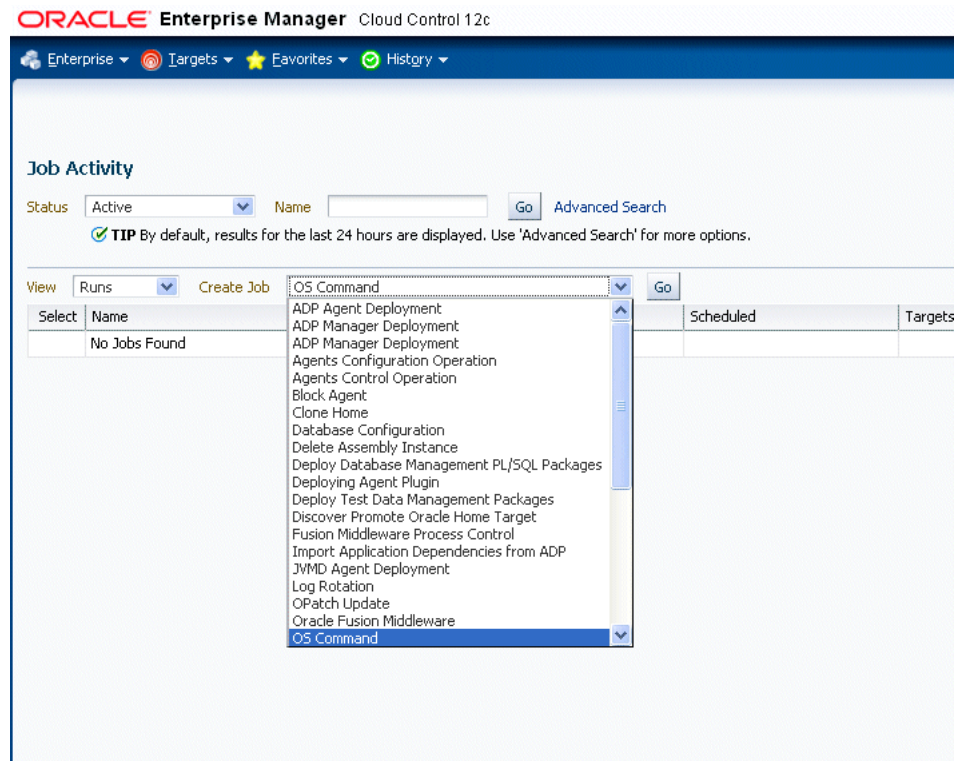 ORACLE Enterprise Manager Cloud Control 12c
Enterprise Targets Favorites History
Job Activity
Status Active Name Go Advanced Search
TIP By default, results for the last 24 hours are displayed. Use 'Advanced Search' for more options.
View Runs Create Job OS Command Go
Select Name Scheduled Targets
No Jobs Found
ADP Agent Deployment
ADP Manager Deployment
ADP Manager Deployment
Agents Configuration Operation
Agents Control Operation
Block Agent
Clone Home
Database Configuration
Delete Assembly Instance
Deploy Database Management PL/SQL Packages
Deploying Agent Plugin
Deploy Test Data Management Packages
Discover Promote Oracle Home Target
Fusion Middleware Process Control
Import Application Dependencies from ADP
JVMD Agent Deployment
Log Rotation
OPatch Update
Oracle Fusion Middleware
OS Command